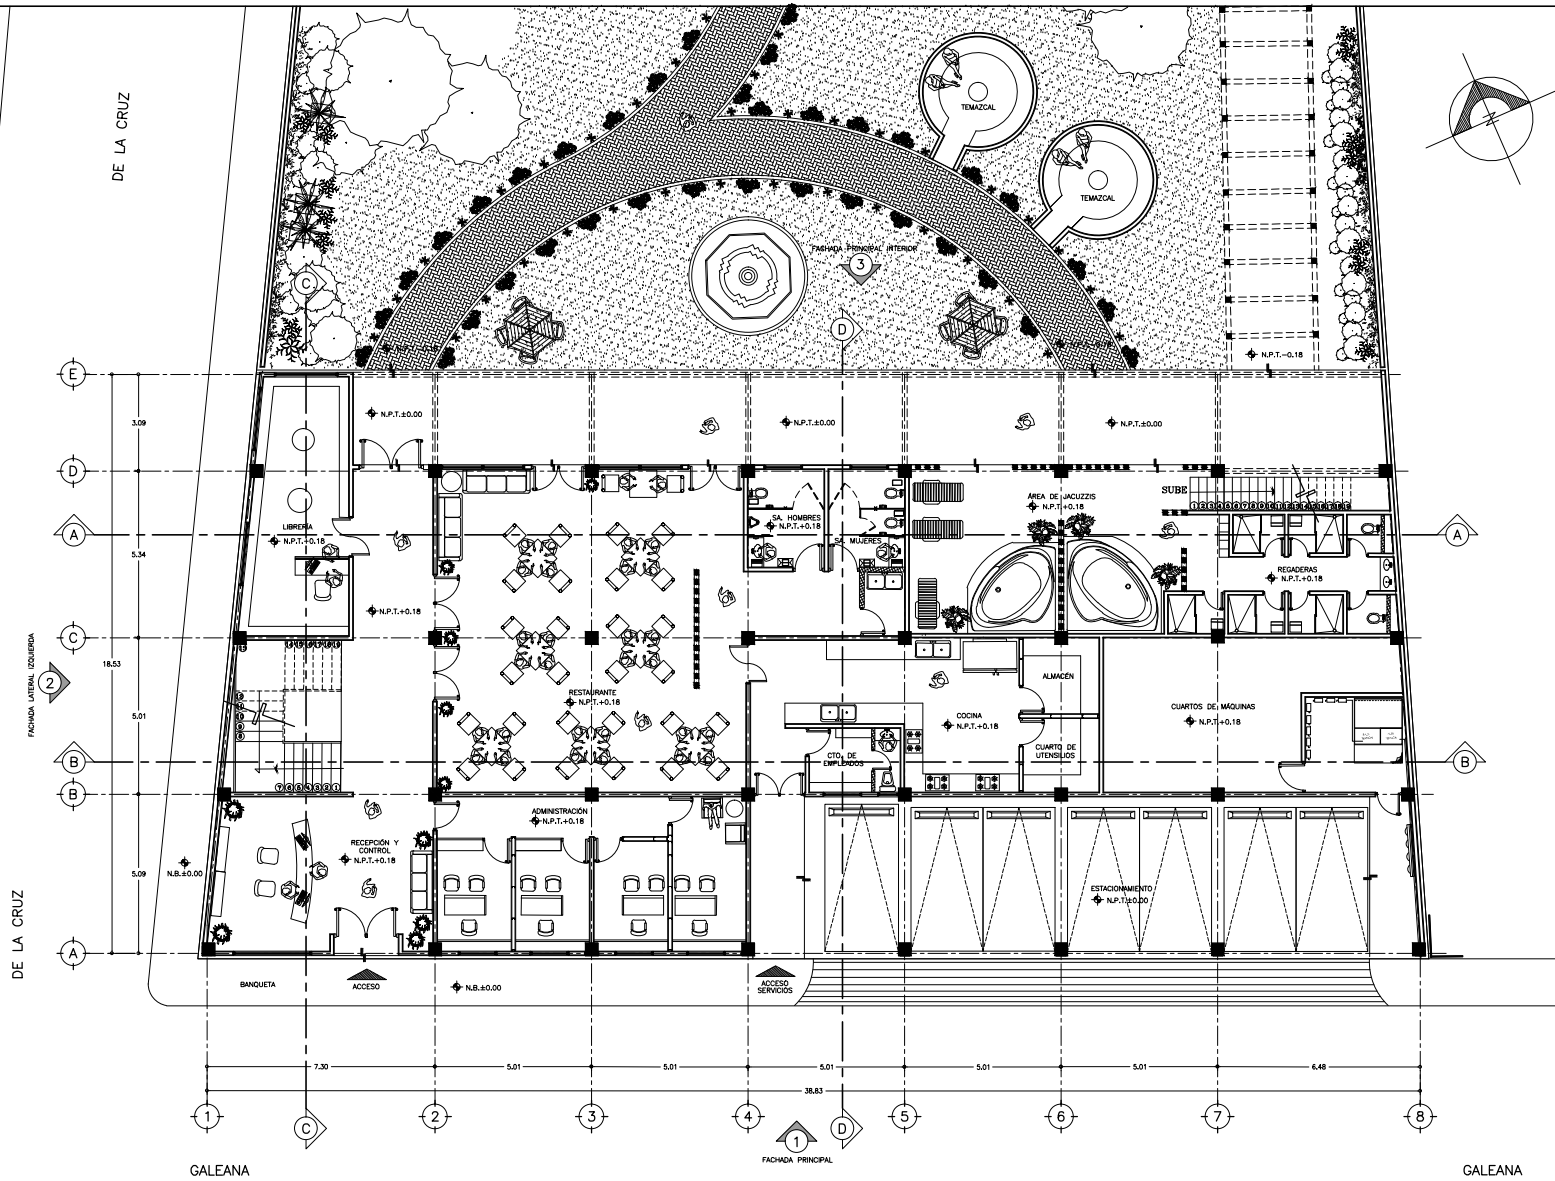 DE LA CRUZ
TEMAZCAL
TEMAZCAL
N
FACHADA PRINCIPAL INTERIOR
3
C
D
N.P.T.-0.18
E
N.P.T.±0.00
N.P.T.±0.00
N.P.T.±0.00
3.09
D
SUBE
ÁREA DE JACUZZIS
N.P.T.+0.18
SA. HOMBRES
N.P.T.+0.18
SA. MUJERES
LIBRERÍA
N.P.T.+0.18
A
A
5.34
REGADERAS
N.P.T.+0.18
N.P.T.+0.18
C
FACHADA LATERAL IZQUIERDA
2
18.53
ALMACÉN
RESTAURANTE
N.P.T.+0.18
5.01
COCINA
N.P.T.+0.18
CUARTOS DE MÁQUINAS
N.P.T.+0.18
CUARTO DE
UTENSILIOS
CTO. DE
EMPLEADOS
B
B
B
ADMINISTRACIÓN
N.P.T.+0.18
RECEPCIÓN Y
CONTROL
N.P.T.+0.18
N.B.±0.00
5.09
ESTACIONAMIENTO
N.P.T.±0.00
DE LA CRUZ
A
BANQUETA
ACCESO
N.B.±0.00
ACCESO
SERVICIOS
7.30
5.01
5.01
5.01
5.01
5.01
6.48
38.83
1
C
2
3
4
1
D
5
6
7
8
FACHADA PRINCIPAL
GALEANA
GALEANA